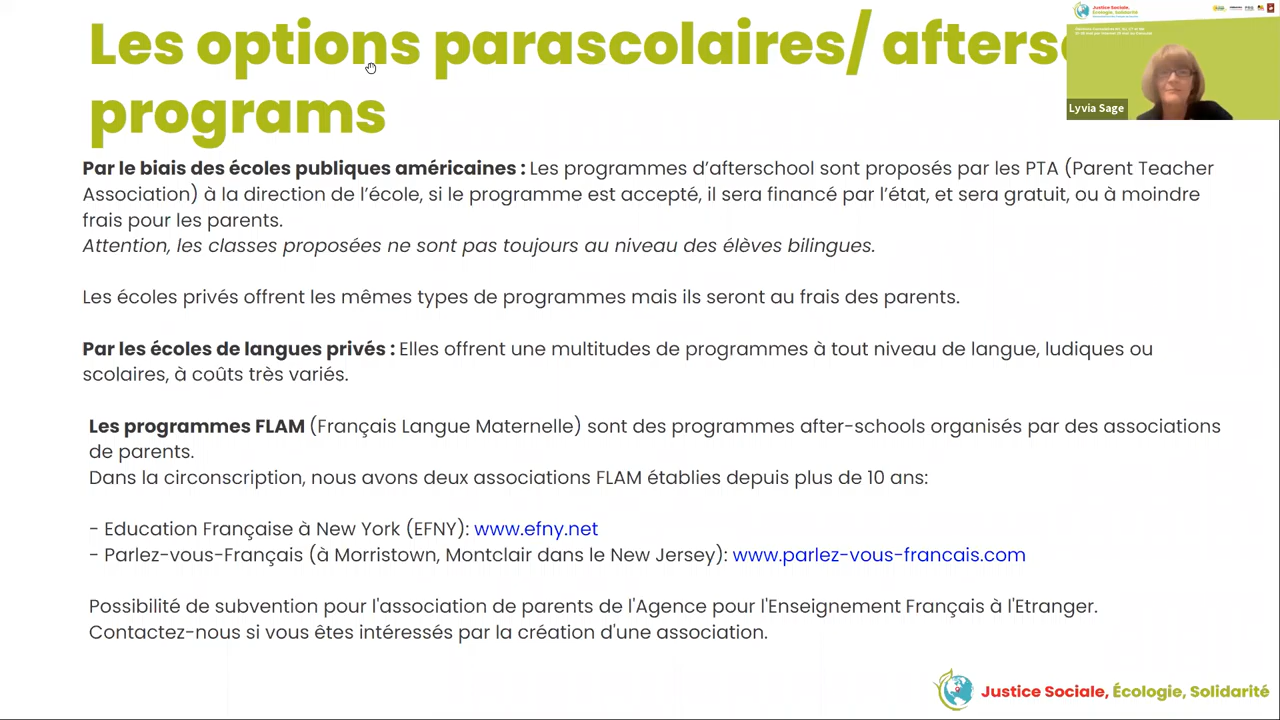 Les options parascolaires/ afters
programs
Justice Sociale,
Écologie, Solidarité
Lyvia Sage
Par le biais des écoles publiques américaines : Les programmes d’afterschool sont proposés par les PTA (Parent Teacher
Association) à la direction de l’école, si le programme est accepté, il sera financé par l’état, et sera gratuit, ou à moindre
frais pour les parents.
Attention, les classes proposées ne sont pas toujours au niveau des élèves bilingues.
Les écoles privés offrent les mêmes types de programmes mais ils seront au frais des parents.
Par les écoles de langues privés : Elles offrent une multitudes de programmes à tout niveau de langue, ludiques ou
scolaires, à coûts très variés.
Les programmes FLAM (Français Langue Maternelle) sont des programmes after-schools organisés par des associations
de parents.
Dans la circonscription, nous avons deux associations FLAM établies depuis plus de 10 ans:
- Education Française à New York (EFNY): www.efny.net
- Parlez-vous-Français (à Morristown, Montclair dans le New Jersey): www.parlez-vous-francais.com
Possibilité de subvention pour l'association de parents de l'Agence pour l'Enseignement Français à l'Etranger.
Contactez-nous si vous êtes intéressés par la création d'une association.
Justice Sociale, Écologie, Solidarité